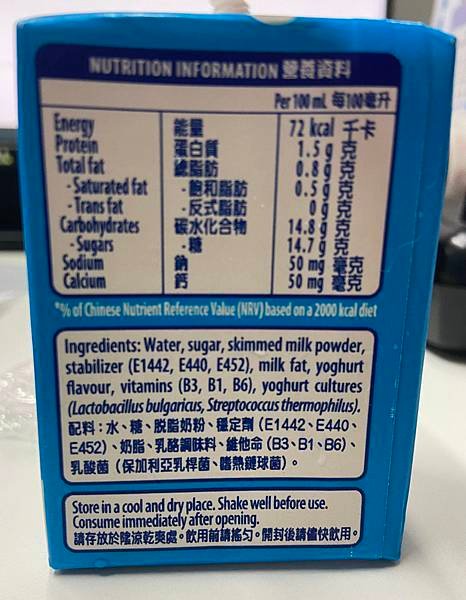 NUTRITION INFORMATION 營養資料
Per 100 mL 每100毫升
Energy 能量 72 kcal 千卡
Protein 蛋白質 1.5 g 克
Total fat 總脂肪 0.8 g 克
- Saturated fat - 飽和脂肪 0.5 g 克
- Trans fat - 反式脂肪 0 g 克
Carbohydrates 碳水化合物 14.8 g 克
- Sugars - 糖 14.7 g 克
Sodium 鈉 50 mg 毫克
Calcium 鈣 50 mg 毫克
*% of Chinese Nutrient Reference Value (NRV) based on a 2000 kcal diet
Ingredients: Water, sugar, skimmed milk powder,
stabilizer (E1442, E440, E452), milk fat, yoghurt
flavour, vitamins (B3, B1, B6), yoghurt cultures
(Lactobacillus bulgaricus, Streptococcus thermophilus).
配料：水、糖、脫脂奶粉、穩定劑（E1442、E440、
E452）、奶脂、乳酪調味料、維他命（B3、B1、B6）、
乳酸菌（保加利亞乳桿菌、嗜熱鏈球菌）。
Store in a cool and dry place. Shake well before use.
Consume immediately after opening.
請存放於陰涼乾爽處。飲用前請搖勻。開封後請儘快飲用。